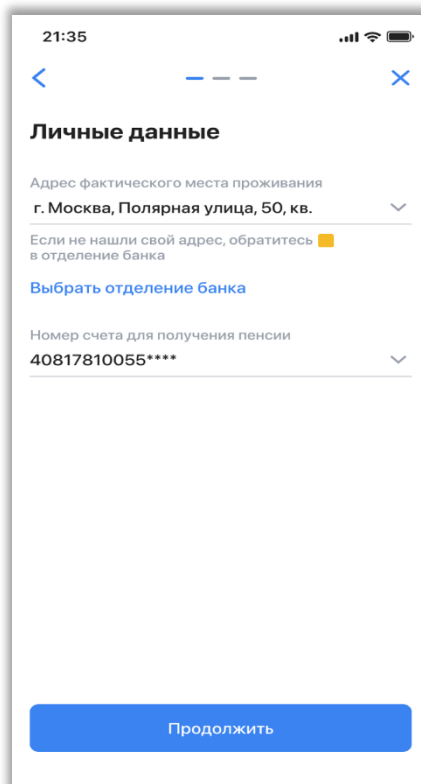 21:35
Личные данные
Адрес фактического места проживания
г. Москва, Полярная улица, 50, кв.
Если не нашли свой адрес, обратитесь
в отделение банка
Выбрать отделение банка
Номер счета для получения пенсии
40817810055****
Продолжить